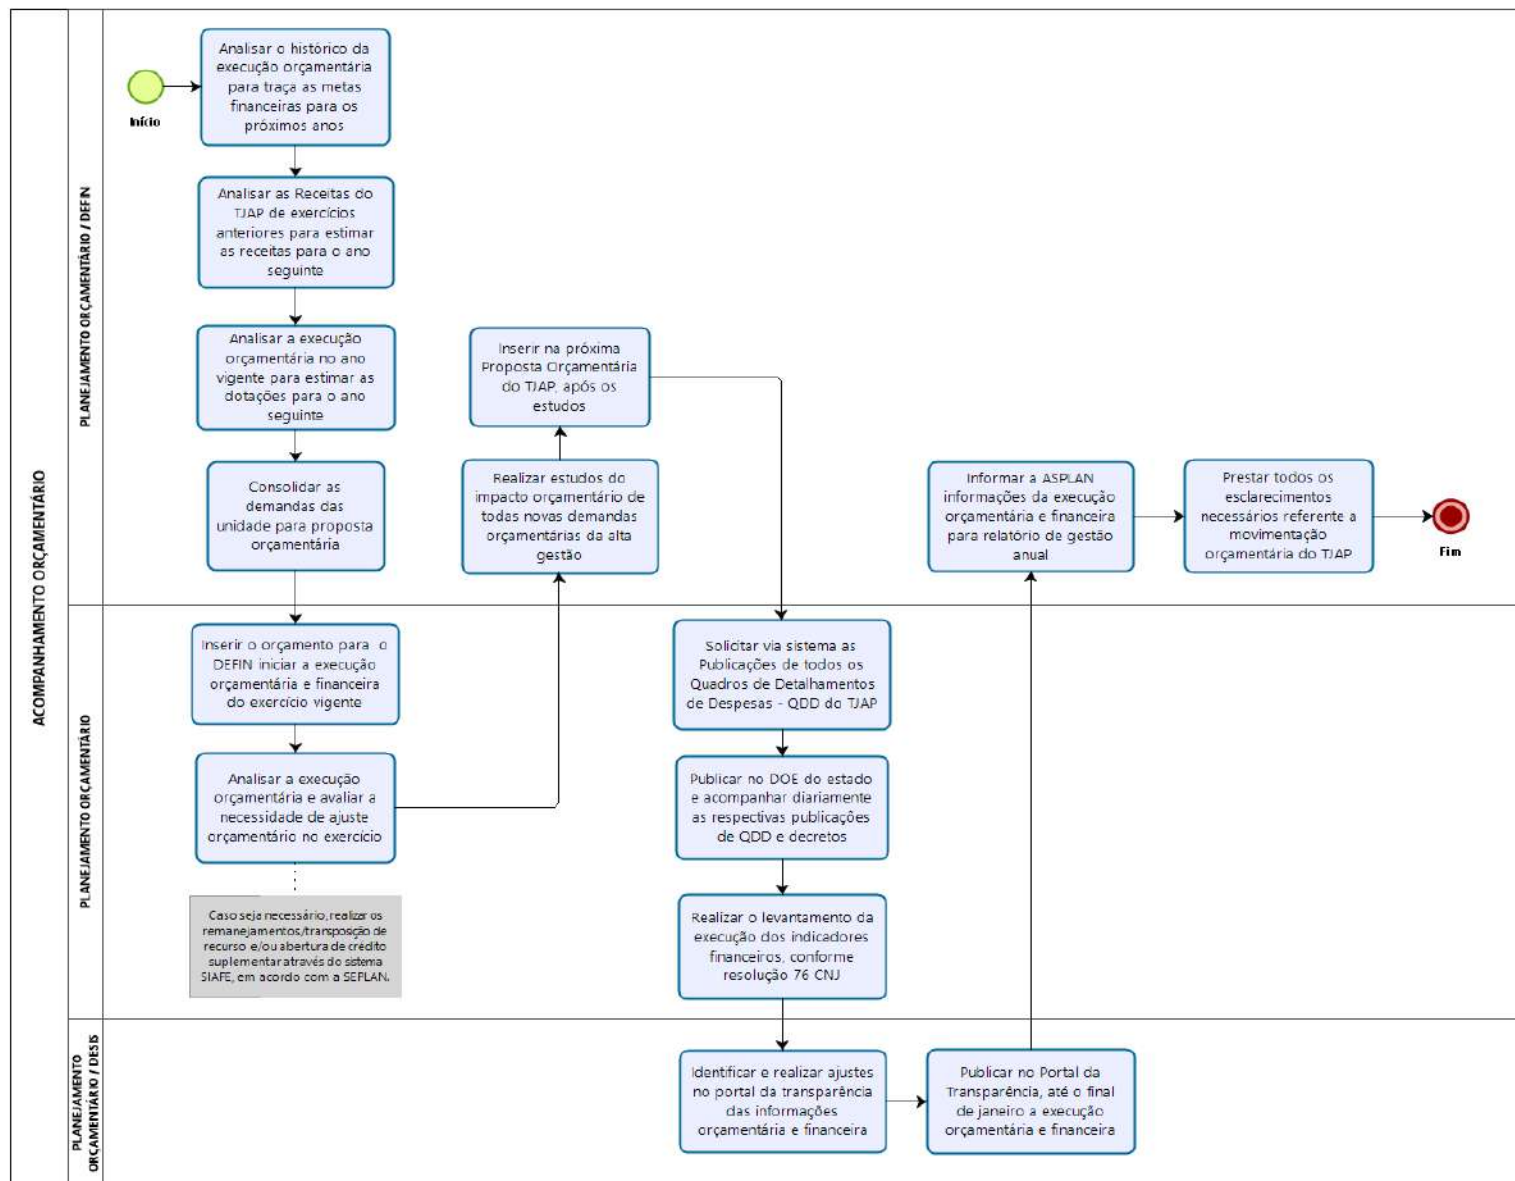 ACOMPANHAMENTO ORÇAMENTÁRIO
PLANEJAMENTO ORÇAMENTÁRIO / DEFIN
Início
Analisar o histórico da
execução orçamentária
para traça as metas
financeiras para os
próximos anos
Analisar as Receitas do
TJAP de exercícios
anteriores para estimar
as receitas para o ano
seguinte
Analisar a execução
orçamentária no ano
vigente para estimar as
dotações para o ano
seguinte
Consolidar as
demandas das
unidade para proposta
orçamentária
Inserir na próxima
Proposta Orçamentária
do TJAP, após os
estudos
Realizar estudos do
impacto orçamentário de
todas novas demandas
orçamentárias da alta
gestão
Informar a ASPLAN
informações da execução
orçamentária e financeira
para relatório de gestão
anual
Prestar todos os
esclarecimentos
necessários referente a
movimentação
orçamentária do TJAP
Fim
PLANEJAMENTO ORÇAMENTÁRIO
Inserir o orçamento para o
DEFIN iniciar a execução
orçamentária e financeira
do exercício vigente
Analisar a execução
orçamentária e avaliar a
necessidade de ajuste
orçamentário no exercício
Caso seja necessário, realizar os
remanejamentos/transposição de
recurso e/ou abertura de crédito
suplementar através do sistema
SIAFE, em acordo com a SEPLAN.
Solicitar via sistema as
Publicações de todos os
Quadros de Detalhamentos
de Despesas - QDD do TJAP
Publicar no DOE do estado
e acompanhar diariamente
as respectivas publicações
de QDD e decretos
Realizar o levantamento da
execução dos indicadores
financeiros, conforme
resolução 76 CNJ
PLANEJAMENTO
ORÇAMENTÁRIO / DESIS
Identificar e realizar ajustes
no portal da transparência
das informações
orçamentária e financeira
Publicar no Portal da
Transparência, até o final
de janeiro a execução
orçamentária e financeira